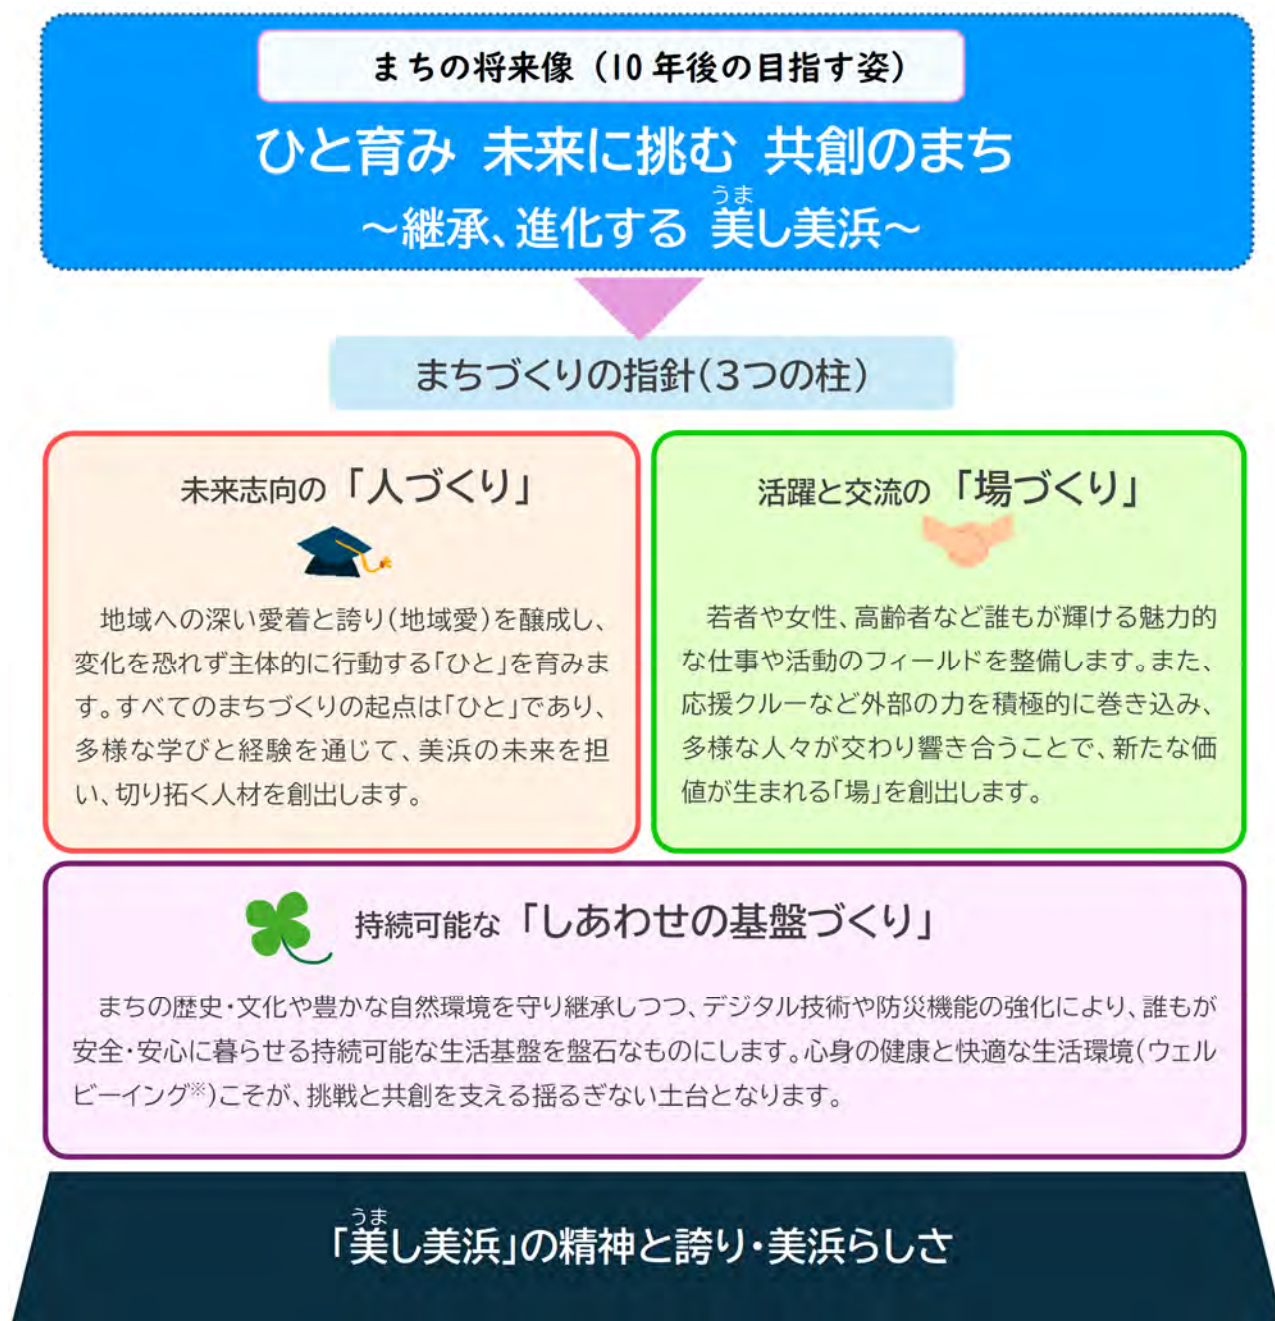 まちの将来像（10年後の目指す姿）
ひと育み 未来に挑む 共創のまち
～継承、進化する 美し美浜～
うま
まちづくりの指針（3つの柱）
未来志向の「人づくり」
地域への深い愛着と誇り（地域愛）を醸成し、
変化を恐れず主体的に行動する「ひと」を育みま
す。すべてのまちづくりの起点は「ひと」であり、
多様な学びと経験を通じて、美浜の未来を担
い、切り拓く人材を創出します。
活躍と交流の「場づくり」
若者や女性、高齢者など誰もが輝ける魅力的
な仕事や活動のフィールドを整備します。また、
応援クルーなど外部の力を積極的に巻き込み、
多様な人々が交わり響き合うことで、新たな価
値が生まれる「場」を創出します。
持続可能な「しあわせの基盤づくり」
まちの歴史・文化や豊かな自然環境を守り継承しつつ、デジタル技術や防災機能の強化により、誰もが
安全・安心に暮らせる持続可能な生活基盤を盤石なものにします。心身の健康と快適な生活環境（ウェル
ビーイング※）こそが、挑戦と共創を支える揺るぎない土台となります。
うま
「美し美浜」の精神と誇り・美浜らしさ